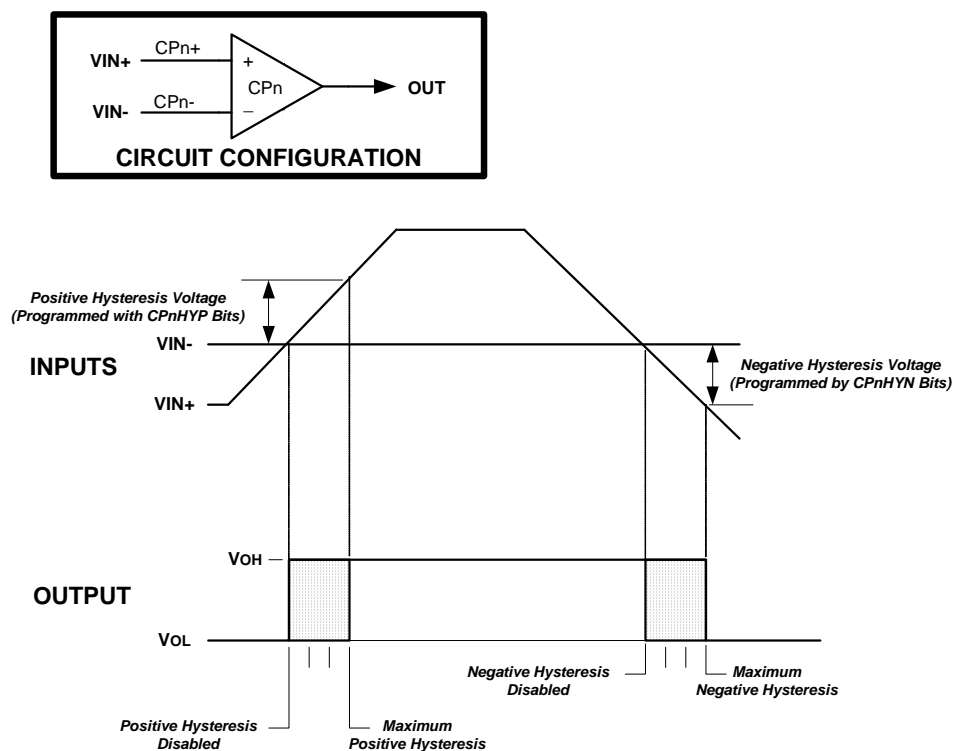 VIN+
CPn+
+
CPn
OUT
VIN-
CPn-
−
CIRCUIT CONFIGURATION
Positive Hysteresis Voltage
(Programmed with CPnHYP Bits)
VIN-
INPUTS
Negative Hysteresis Voltage
(Programmed by CPnHYN Bits)
VIN+
VOH
OUTPUT
VOL
Negative Hysteresis
Disabled
Maximum
Negative Hysteresis
Positive Hysteresis
Disabled
Maximum
Positive Hysteresis